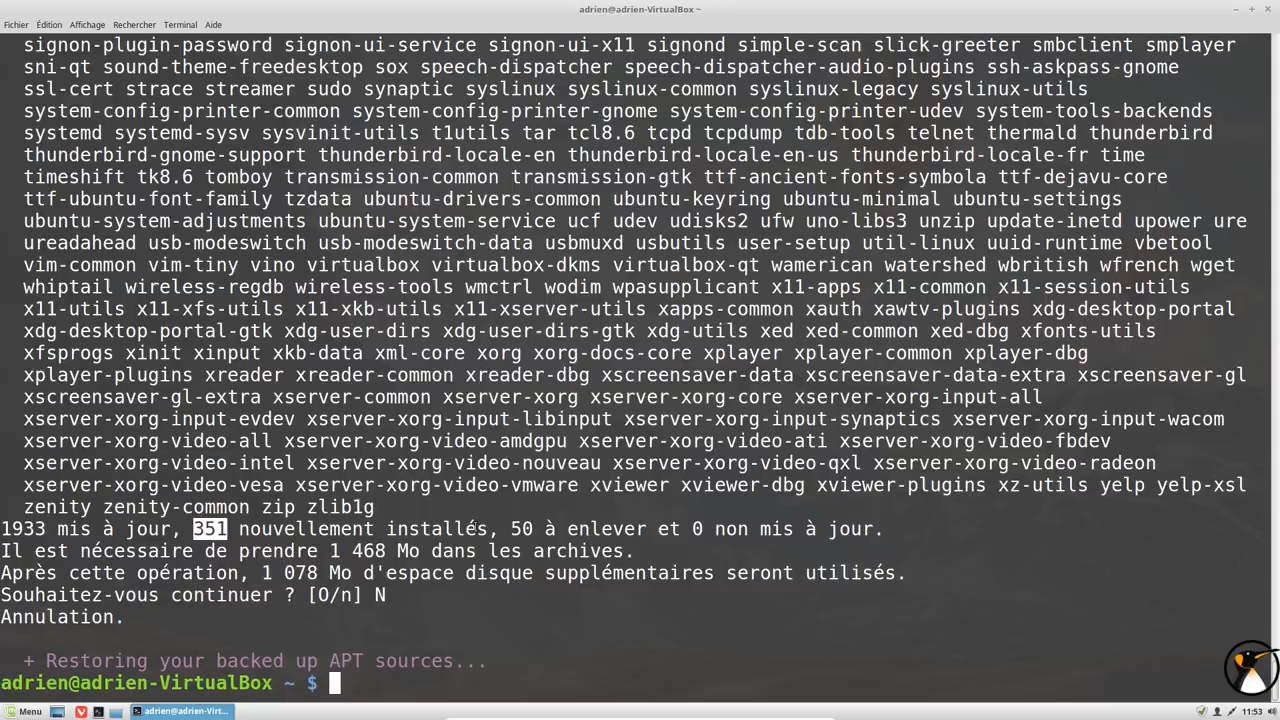 adrien@adrien-VirtualBox ~
Fichier Édition Affichage Rechercher Terminal Aide
signon-plugin-password signon-ui-service signon-ui-x11 signond simple-scan slick-greeter smbclient smplayer
sni-qt sound-theme-freedesktop sox speech-dispatcher speech-dispatcher-audio-plugins ssh-askpass-gnome
ssl-cert strace streamer sudo synaptic syslinux syslinux-common syslinux-legacy syslinux-utils
system-config-printer-common system-config-printer-gnome system-config-printer-udev system-tools-backends
systemd systemd-sysv sysvinit-utils t1utils tar tcl8.6 tcpd tcpdump tdb-tools telnet thermald thunderbird
thunderbird-gnome-support thunderbird-locale-en thunderbird-locale-en-us thunderbird-locale-fr time
timeshift tk8.6 tomboy transmission-common transmission-gtk ttf-ancient-fonts-symbola ttf-dejavu-core
ttf-ubuntu-font-family tzdata ubuntu-drivers-common ubuntu-keyring ubuntu-minimal ubuntu-settings
ubuntu-system-adjustments ubuntu-system-service ucf udev udisks2 ufw uno-libs3 unzip update-inetd upower ure
ureadahead usb-modeswitch usb-modeswitch-data usbmuxd usbutils user-setup util-linux uuid-runtime vbetool
vim-common vim-tiny vino virtualbox virtualbox-dkms virtualbox-qt wamerican watershed wbritish wfrench wget
whiptail wireless-regdb wireless-tools wmctrl wodim wpasupplicant x11-apps x11-common x11-session-utils
x11-utils x11-xfs-utils x11-xkb-utils x11-xserver-utils xapps-common xauth xawtv-plugins xdg-desktop-portal
xdg-desktop-portal-gtk xdg-user-dirs xdg-user-dirs-gtk xdg-utils xed xed-common xed-dbg xfonts-utils
xfsprogs xinit xinput xkb-data xml-core xorg xorg-docs-core xplayer xplayer-common xplayer-dbg
xplayer-plugins xreader xreader-common xreader-dbg xscreensaver-data xscreensaver-data-extra xscreensaver-gl
xscreensaver-gl-extra xserver-common xserver-xorg xserver-xorg-core xserver-xorg-input-all
xserver-xorg-input-evdev xserver-xorg-input-libinput xserver-xorg-input-synaptics xserver-xorg-input-wacom
xserver-xorg-video-all xserver-xorg-video-amdgpu xserver-xorg-video-ati xserver-xorg-video-fbdev
xserver-xorg-video-intel xserver-xorg-video-nouveau xserver-xorg-video-qxl xserver-xorg-video-radeon
xserver-xorg-video-vesa xserver-xorg-video-vmware xviewer xviewer-dbg xviewer-plugins xz-utils yelp yelp-xsl
zenity zenity-common zip zlib1g
1933 mis à jour, 351 nouvellement installés, 50 à enlever et 0 non mis à jour.
Il est nécessaire de prendre 1 468 Mo dans les archives.
Après cette opération, 1 078 Mo d'espace disque supplémentaires seront utilisés.
Souhaitez-vous continuer ? [O/n] N
Annulation.
+ Restoring your backed up APT sources...
adrien@adrien-VirtualBox ~ $
Menu adrien@adrien-Virt... 11:53